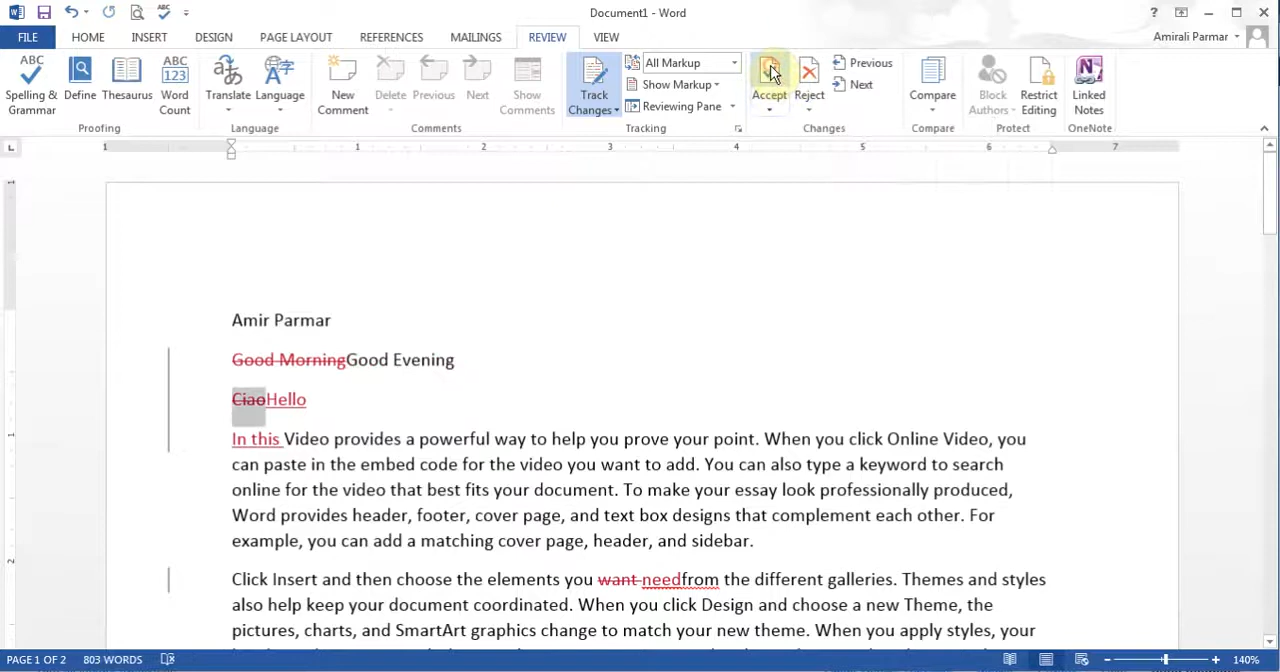 Document1 - Word
?
FILE HOME INSERT DESIGN PAGE LAYOUT REFERENCES MAILINGS REVIEW VIEW
Amirali Parmar
Spelling & Grammar
Define
Thesaurus
Word Count
Proofing
Translate
Language
Language
New Comment
Delete
Previous
Next
Show Comments
Comments
Track Changes
All Markup
Show Markup
Reviewing Pane
Tracking
Accept
Reject
Previous
Next
Changes
Compare
Compare
Block Authors
Restrict Editing
Protect
Linked Notes
OneNote
1 1 2 3 4 5 6 7
Amir Parmar
Good MorningGood Evening
CiaoHello
In this Video provides a powerful way to help you prove your point. When you click Online Video, you
can paste in the embed code for the video you want to add. You can also type a keyword to search
online for the video that best fits your document. To make your essay look professionally produced,
Word provides header, footer, cover page, and text box designs that complement each other. For
example, you can add a matching cover page, header, and sidebar.
Click Insert and then choose the elements you want needfrom the different galleries. Themes and styles
also help keep your document coordinated. When you click Design and choose a new Theme, the
pictures, charts, and SmartArt graphics change to match your new theme. When you apply styles, your
PAGE 1 OF 2 803 WORDS 140%